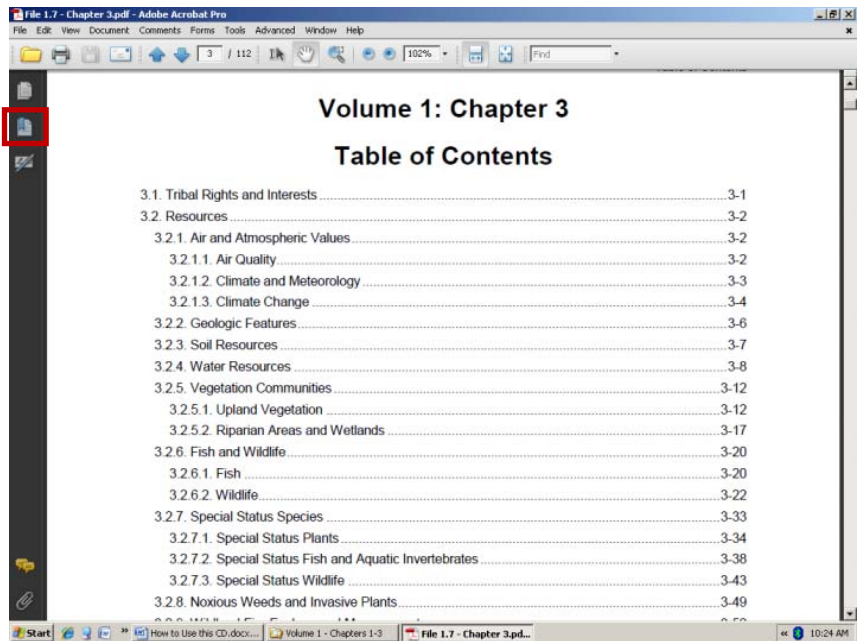 File 1.7 - Chapter 3.pdf - Adobe Acrobat Pro
File Edit View Document Comments Forms Tools Advanced Window Help
3 / 112 102% Find
Volume 1: Chapter 3
Table of Contents
3.1. Tribal Rights and Interests 3-1
3.2. Resources 3-2
3.2.1. Air and Atmospheric Values 3-2
3.2.1.1. Air Quality 3-2
3.2.1.2. Climate and Meteorology 3-3
3.2.1.3. Climate Change 3-4
3.2.2. Geologic Features 3-6
3.2.3. Soil Resources 3-7
3.2.4. Water Resources 3-8
3.2.5. Vegetation Communities 3-12
3.2.5.1. Upland Vegetation 3-12
3.2.5.2. Riparian Areas and Wetlands 3-17
3.2.6. Fish and Wildlife 3-20
3.2.6.1. Fish 3-20
3.2.6.2. Wildlife 3-22
3.2.7. Special Status Species 3-33
3.2.7.1. Special Status Plants 3-34
3.2.7.2. Special Status Fish and Aquatic Invertebrates 3-38
3.2.7.3. Special Status Wildlife 3-43
3.2.8. Noxious Weeds and Invasive Plants 3-49
Start » How to Use this CD.docx... Volume 1 - Chapters 1-3 File 1.7 - Chapter 3.pd... « 10:24 AM